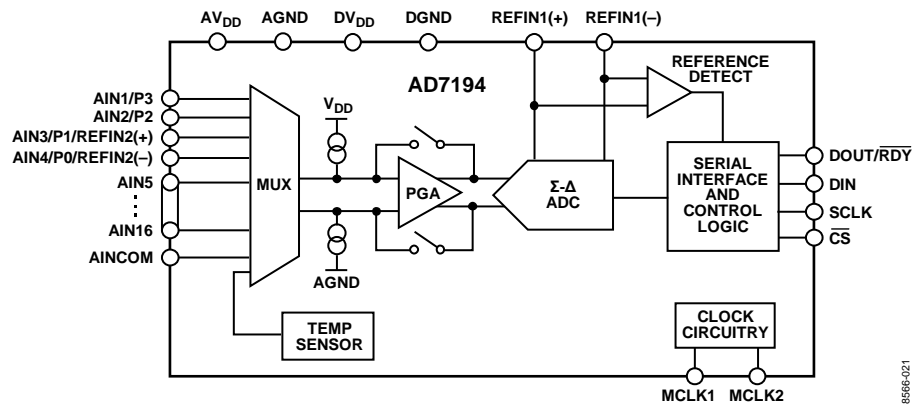 AVDD AGND DVDD DGND REFIN1(+) REFIN1(–)
AD7194
REFERENCE
DETECT
AIN1/P3
AIN2/P2
AIN3/P1/REFIN2(+)
AIN4/P0/REFIN2(–)
AIN5
AIN16
AINCOM
MUX
VDD
AGND
PGA
Σ-Δ
ADC
SERIAL
INTERFACE
AND
CONTROL
LOGIC
DOUT/RDY
DIN
SCLK
CS
TEMP
SENSOR
CLOCK
CIRCUITRY
MCLK1 MCLK2
8566-021